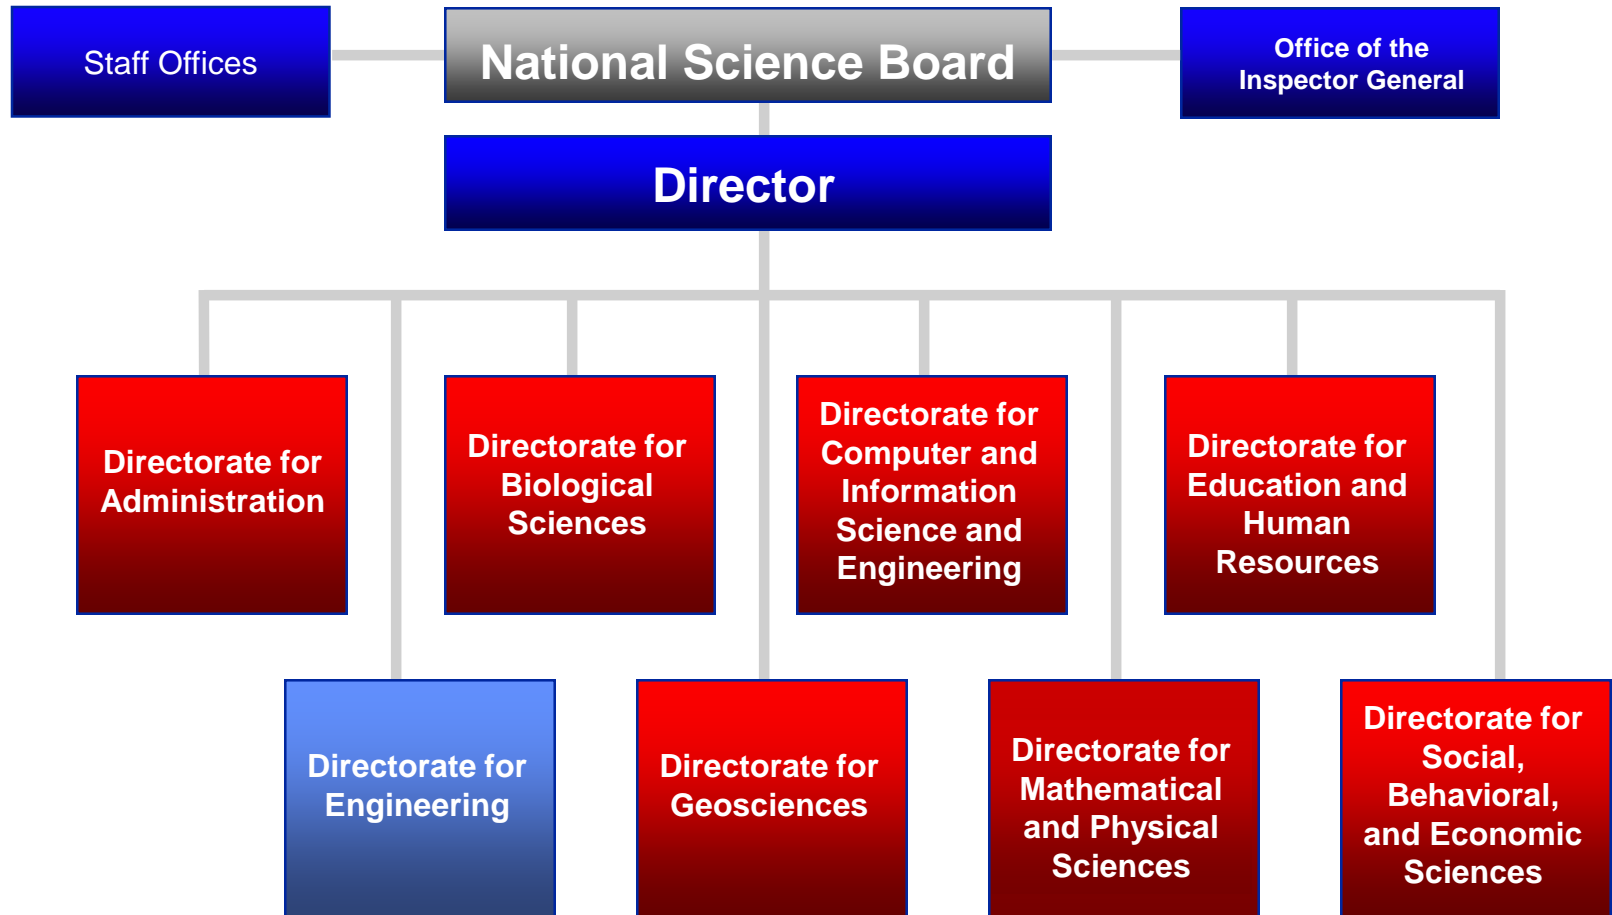 Staff Offices
National Science Board
Office of the
Inspector General
Director
Directorate for
Administration
Directorate for
Biological
Sciences
Directorate for
Computer and
Information
Science and
Engineering
Directorate for
Education and
Human
Resources
Directorate for
Engineering
Directorate for
Geosciences
Directorate for
Mathematical
and Physical
Sciences
Directorate for
Social,
Behavioral,
and Economic
Sciences